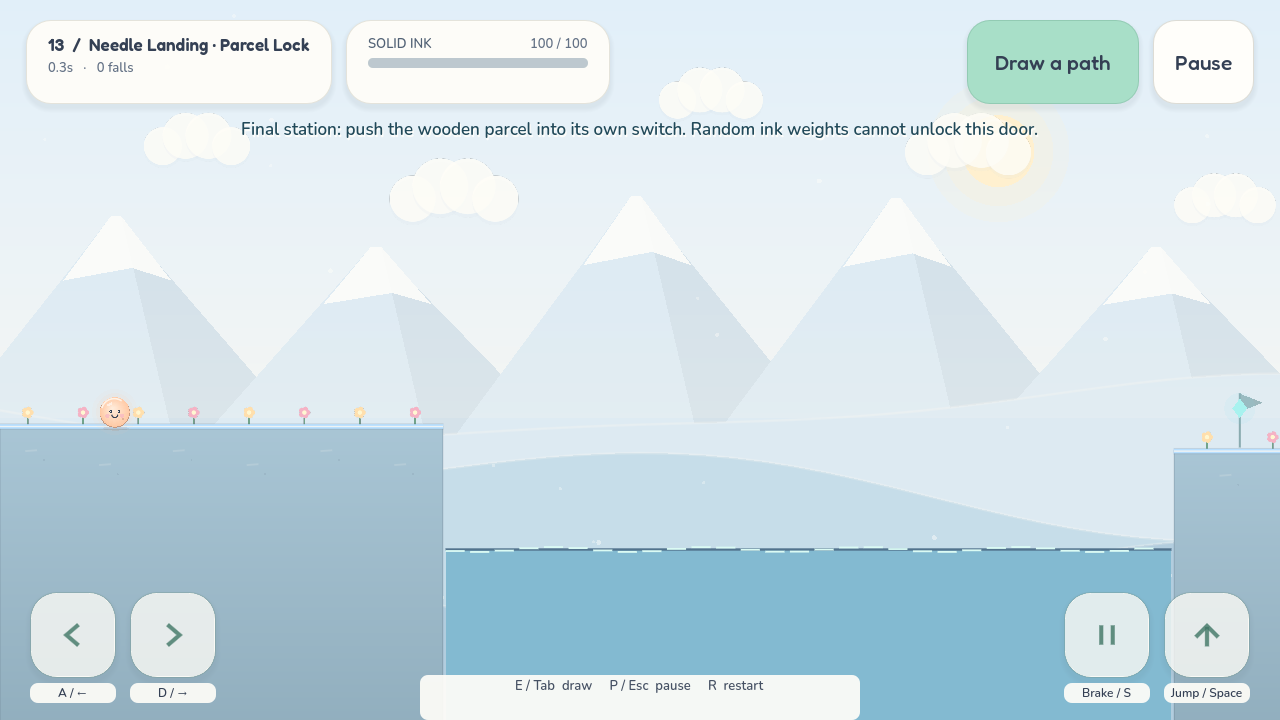 13 / Needle Landing · Parcel Lock
0.3s · 0 falls
SOLID INK 100 / 100
Draw a path
Pause
Final station: push the wooden parcel into its own switch. Random ink weights cannot unlock this door.
A / ←
D / →
Brake / S
Jump / Space
E / Tab draw P / Esc pause R restart